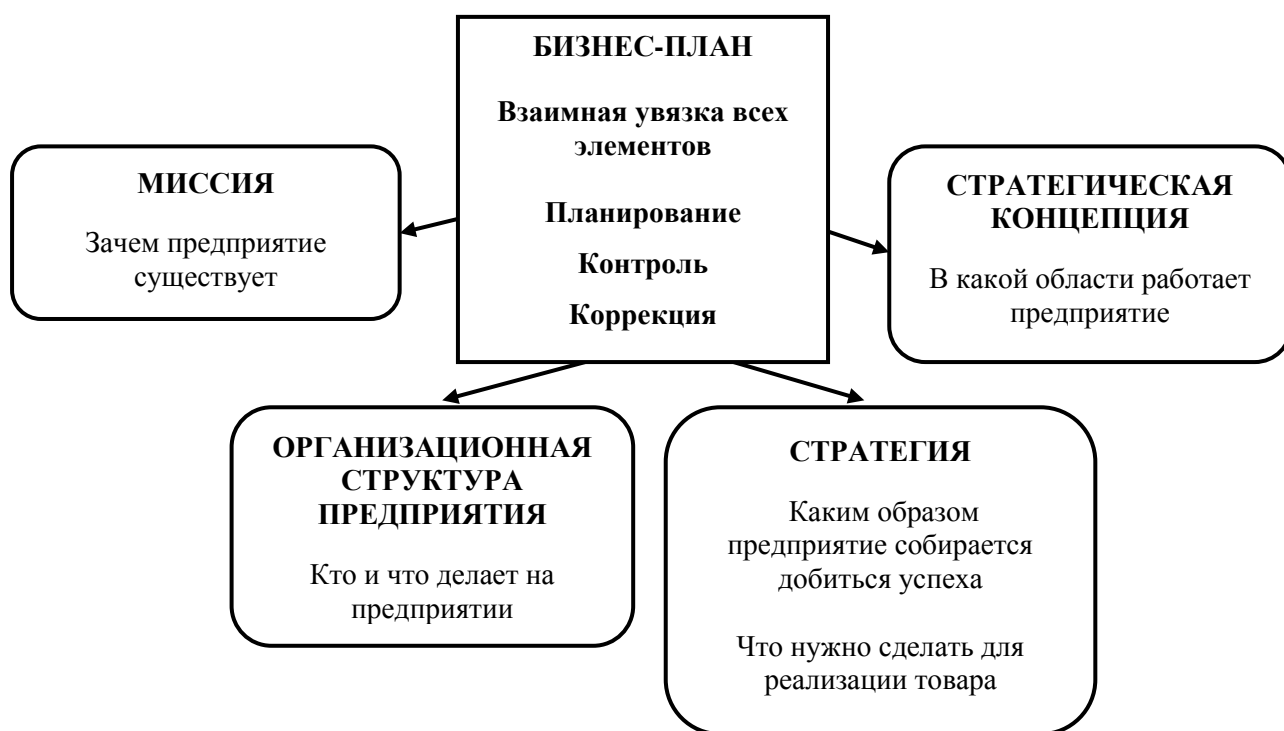 БИЗНЕС-ПЛАН
Взаимная увязка всех
элементов
Планирование
Контроль
Коррекция
МИССИЯ
Зачем предприятие
существует
СТРАТЕГИЧЕСКАЯ
КОНЦЕПЦИЯ
В какой области работает
предприятие
ОРГАНИЗАЦИОННАЯ
СТРУКТУРА
ПРЕДПРИЯТИЯ
Кто и что делает на
предприятии
СТРАТЕГИЯ
Каким образом
предприятие собирается
добиться успеха
Что нужно сделать для
реализации товара